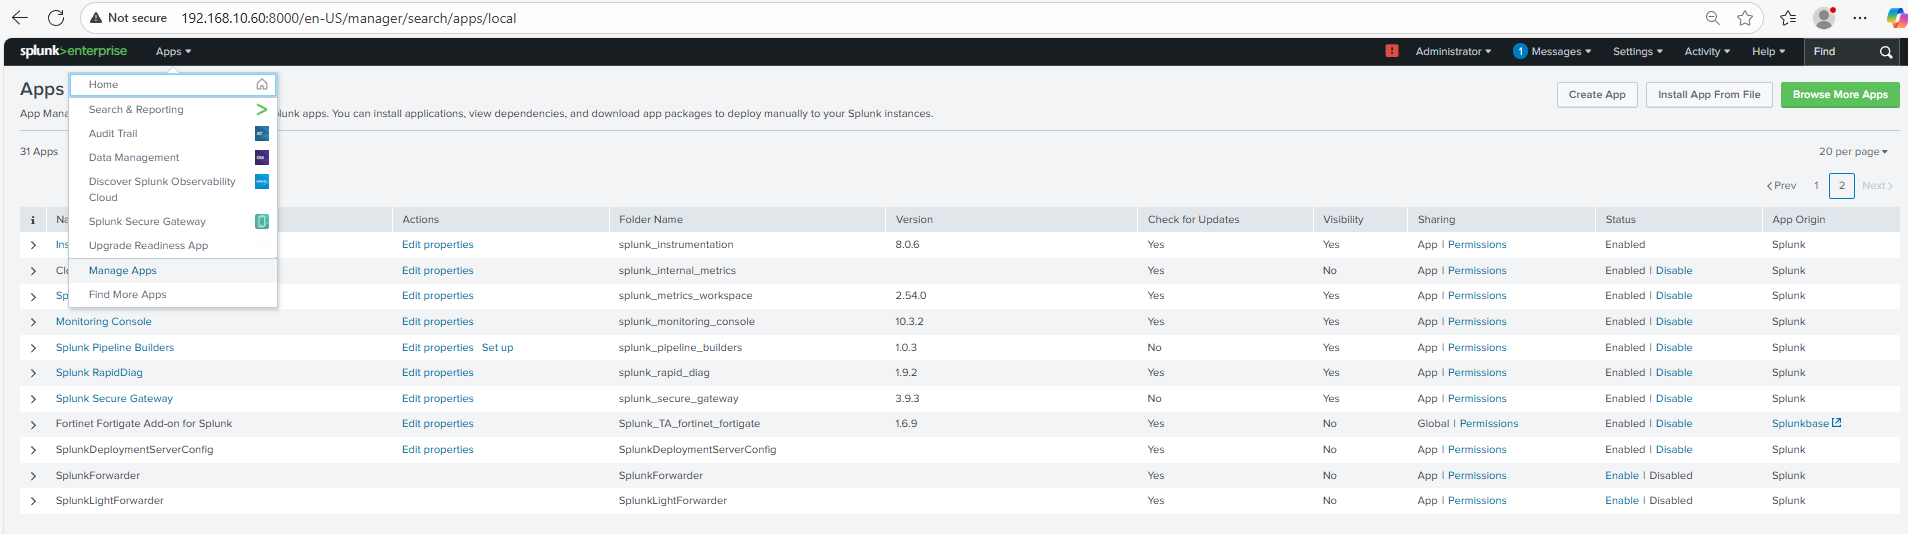 Not secure 192.168.10.60:8000/en-US/manager/search/apps/local
splunk>enterprise Apps Administrator 1 Messages Settings Activity Help Find
Apps
Create App Install App From File Browse More Apps
App Mana lunk apps. You can install applications, view dependencies, and download app packages to deploy manually to your Splunk instances.
Home
Search & Reporting
Audit Trail
Data Management
Discover Splunk Observability
Cloud
Splunk Secure Gateway
Upgrade Readiness App
Manage Apps
Find More Apps
31 Apps 20 per page
Prev 1 2 Next
i Na Actions Folder Name Version Check for Updates Visibility Sharing Status App Origin
Ins Edit properties splunk_instrumentation 8.0.6 Yes Yes App | Permissions Enabled Splunk
Clo Edit properties splunk_internal_metrics Yes No App | Permissions Enabled | Disable Splunk
Sp Edit properties splunk_metrics_workspace 2.54.0 Yes Yes App | Permissions Enabled | Disable Splunk
Monitoring Console Edit properties splunk_monitoring_console 10.3.2 Yes Yes App | Permissions Enabled | Disable Splunk
Splunk Pipeline Builders Edit properties Set up splunk_pipeline_builders 1.0.3 No Yes App | Permissions Enabled | Disable Splunk
Splunk RapidDiag Edit properties splunk_rapid_diag 1.9.2 Yes Yes App | Permissions Enabled | Disable Splunk
Splunk Secure Gateway Edit properties splunk_secure_gateway 3.9.3 No Yes App | Permissions Enabled | Disable Splunk
Fortinet Fortigate Add-on for Splunk Edit properties Splunk_TA_fortinet_fortigate 1.6.9 Yes No Global | Permissions Enabled | Disable Splunkbase
SplunkDeploymentServerConfig Edit properties SplunkDeploymentServerConfig Yes No App | Permissions Enabled | Disable Splunk
SplunkForwarder SplunkForwarder Yes No App | Permissions Enable | Disabled Splunk
SplunkLightForwarder SplunkLightForwarder Yes No App | Permissions Enable | Disabled Splunk